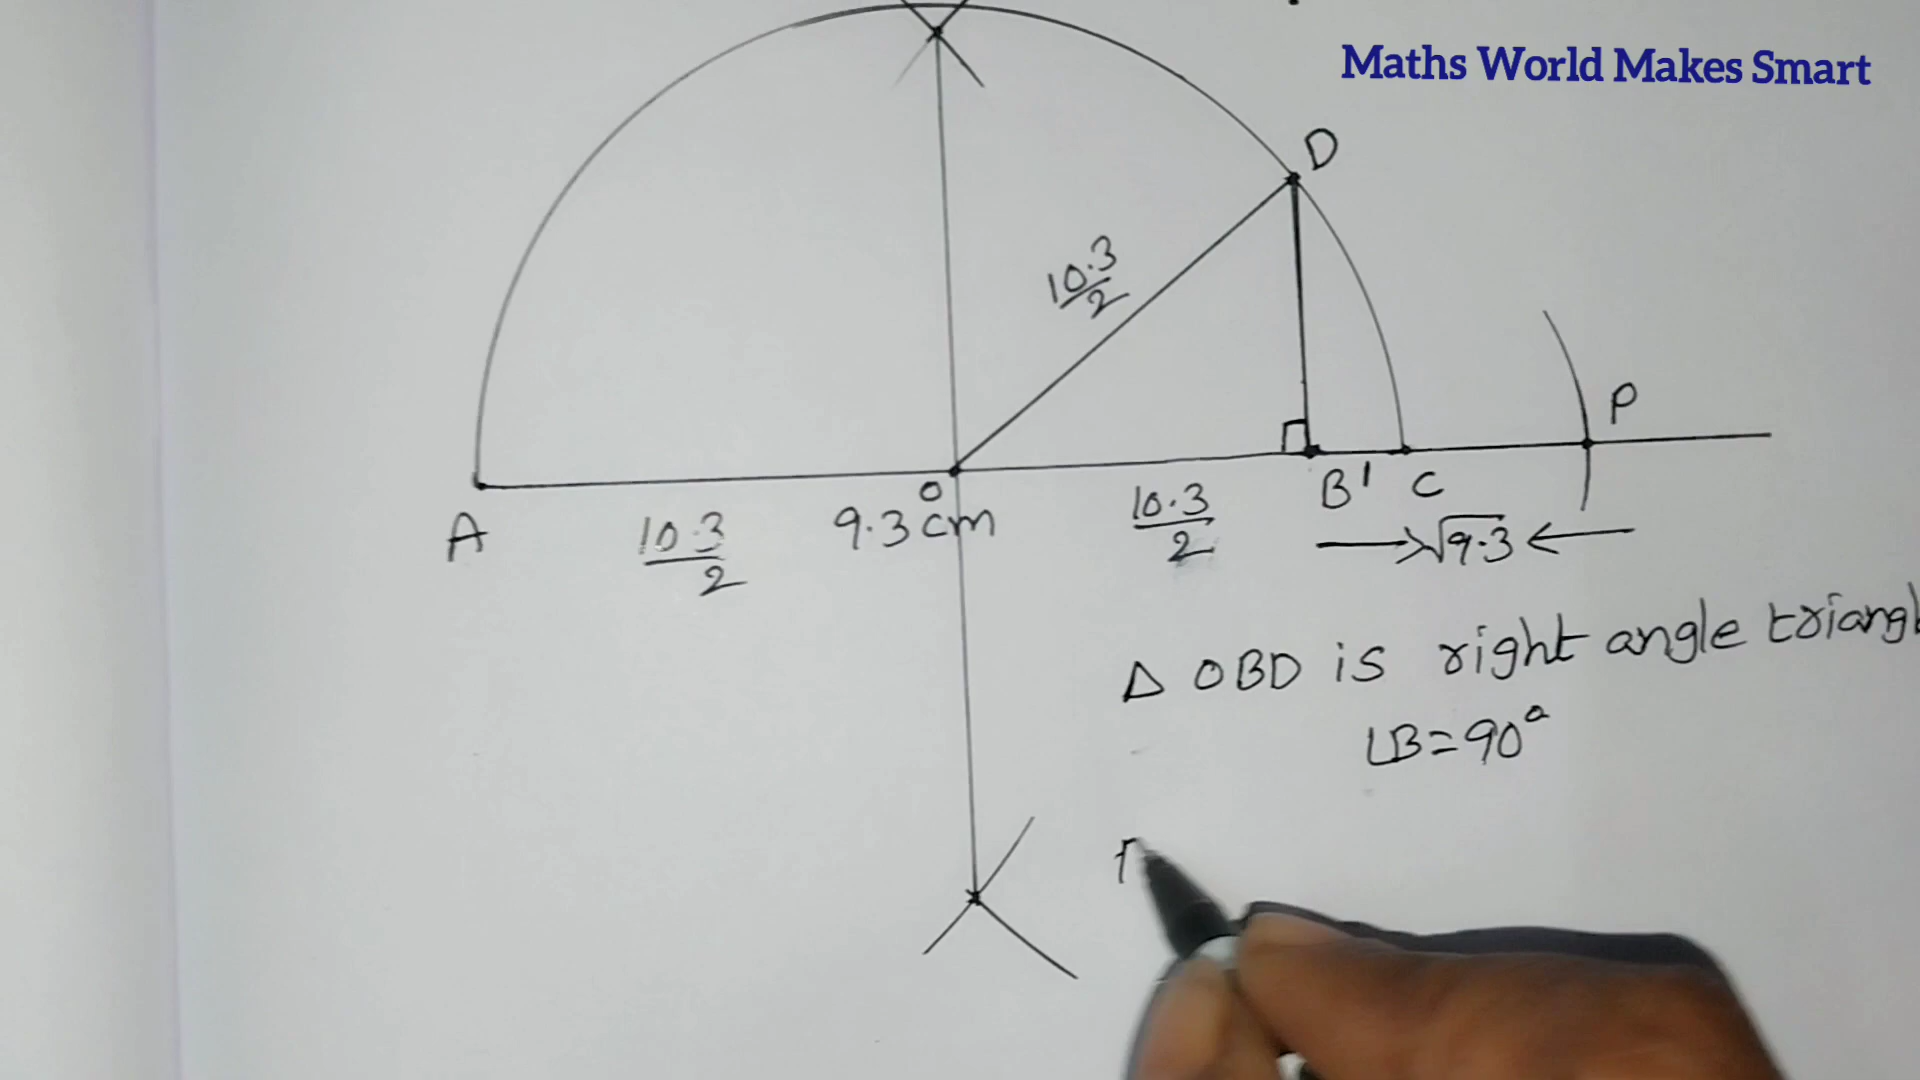 Maths World Makes Smart
D
10.3
2
P
O
B 1 C
A
10.3
2
9.3 cm
10.3
2
√9.3
Δ OBD is right angle triangl
∟B = 90°